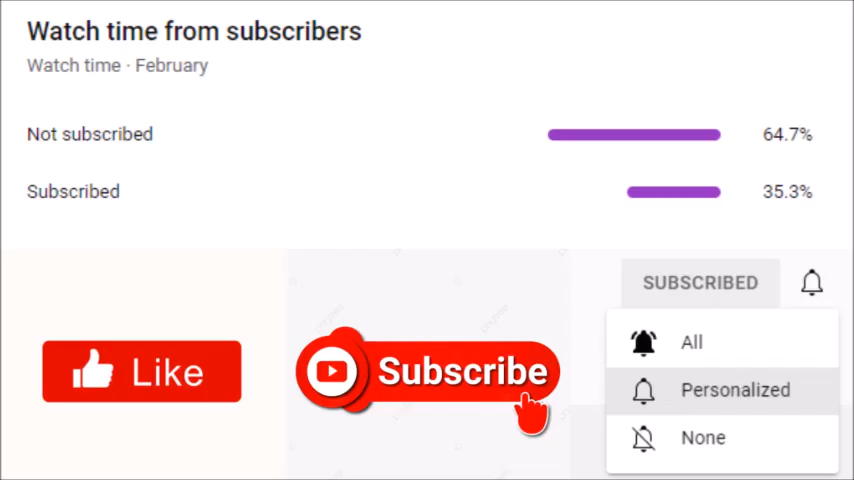 Watch time from subscribers
Watch time · February
Not subscribed 64.7%
Subscribed 35.3%
Like
Subscribe
SUBSCRIBED
All
Personalized
None